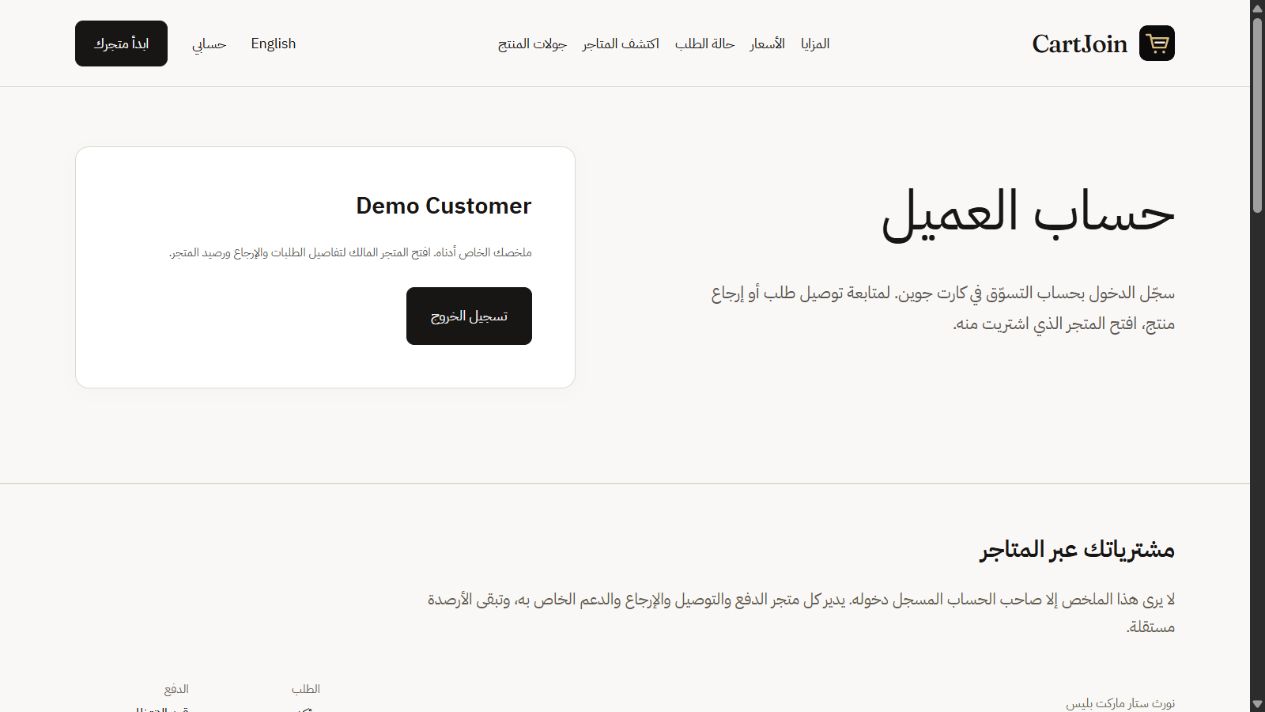 CartJoin
المزايا
الأسعار
حالة الطلب
اكتشف المتاجر
جولات المنتج
English
حسابي
ابدأ متجرك
حساب العميل
سجّل الدخول بحساب التسوّق في كارت جوين. لمتابعة توصيل طلب أو إرجاع
منتج، افتح المتجر الذي اشتريت منه.
Demo Customer
ملخصك الخاص أدناه. افتح المتجر المالك لتفاصيل الطلبات والإرجاع ورصيد المتجر.
تسجيل الخروج
مشترياتك عبر المتاجر
لا يرى هذا الملخص إلا صاحب الحساب المسجل دخوله. يدير كل متجر الدفع والتوصيل والإرجاع والدعم الخاص به، وتبقى الأرصدة
مستقلة.
نورث ستار ماركت بليس
الطلب
الدفع